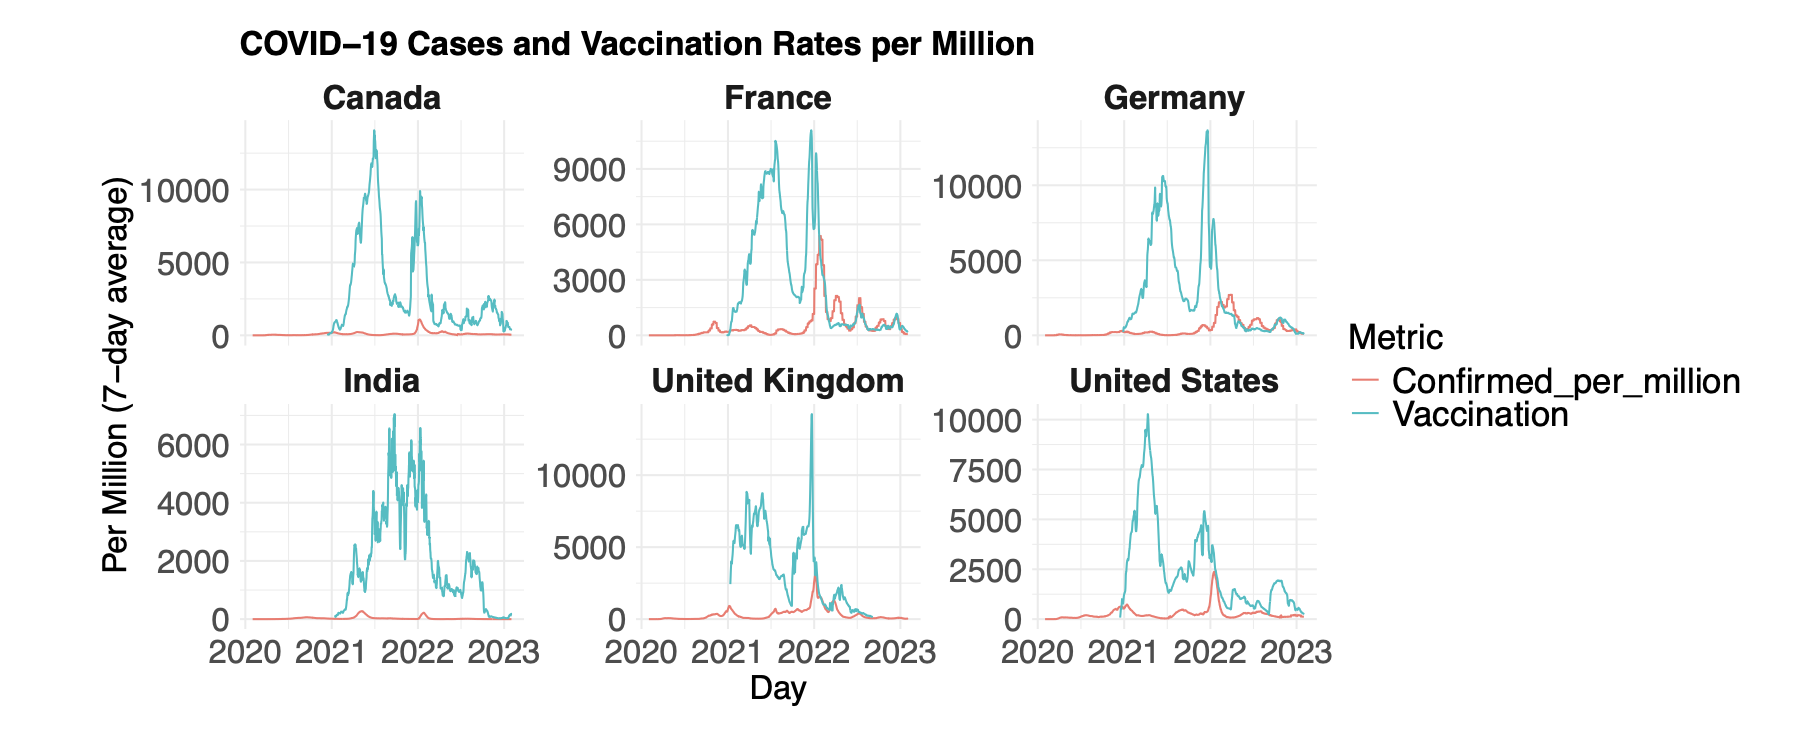 COVID−19 Cases and Vaccination Rates per Million
Canada
France
Germany
10000
5000
0
9000
6000
3000
0
10000
5000
0
India
United Kingdom
United States
6000
4000
2000
0
10000
5000
0
10000
7500
5000
2500
0
2020 2021 2022 2023
2020 2021 2022 2023
2020 2021 2022 2023
Day
Per Million (7−day average)
Metric
Confirmed_per_million
Vaccination